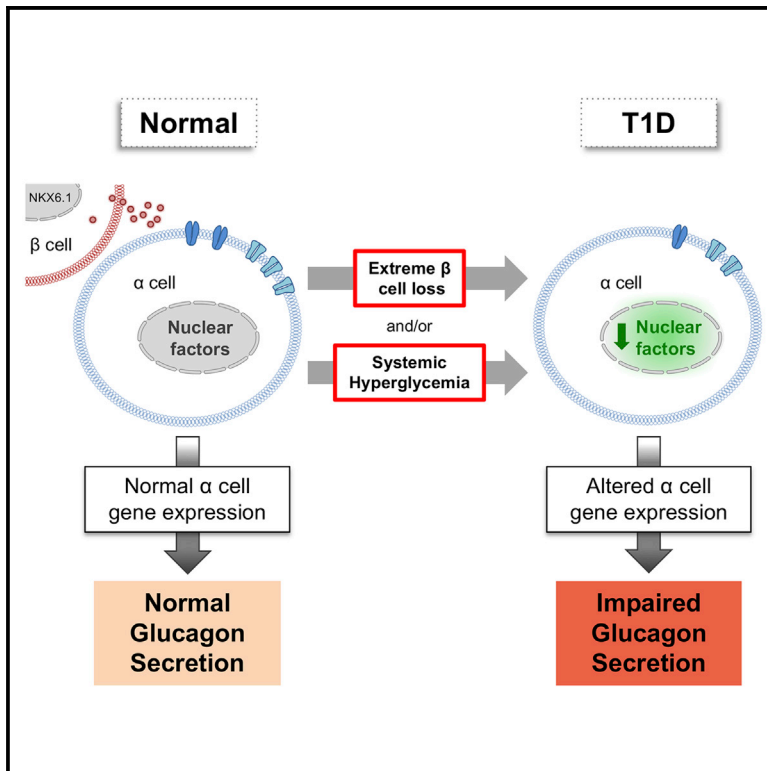 Normal
T1D
NKX6.1
β cell
α cell
Nuclear
factors
Extreme β
cell loss
and/or
Systemic
Hyperglycemia
α cell
Nuclear
factors
Normal α cell
gene expression
Altered α cell
gene expression
Normal
Glucagon
Secretion
Impaired
Glucagon
Secretion